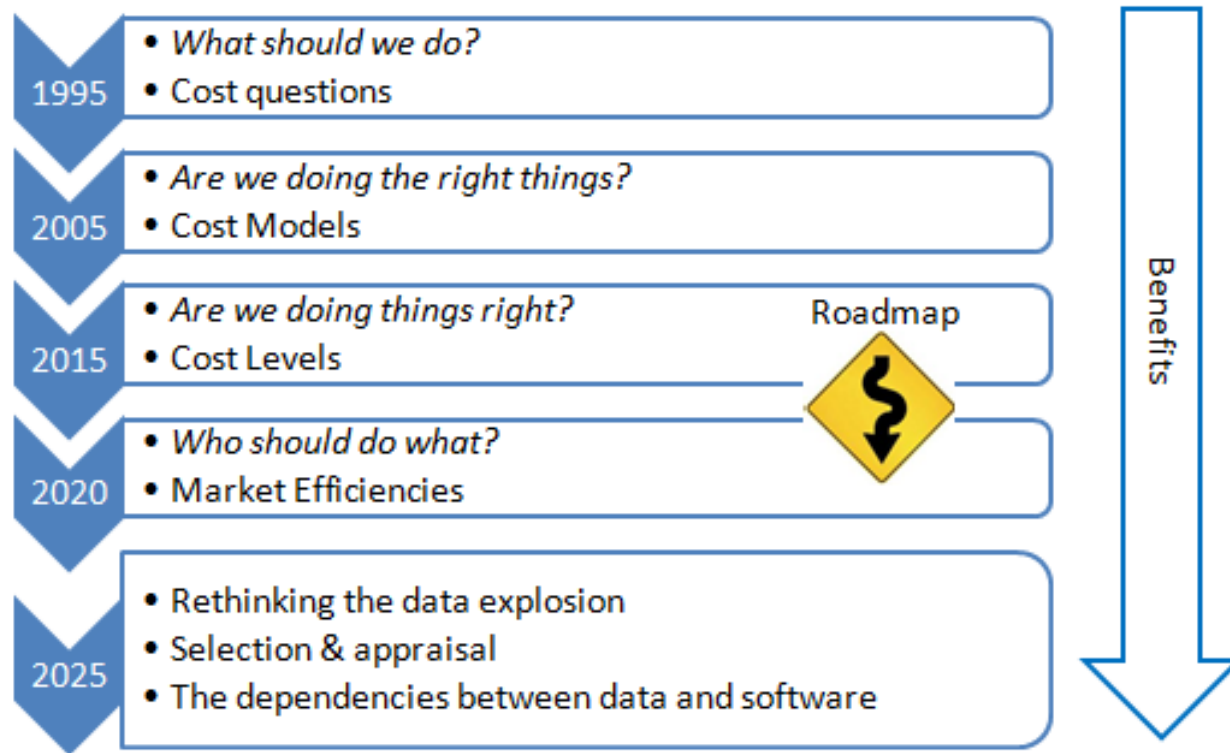 1995
• What should we do?
• Cost questions
2005
• Are we doing the right things?
• Cost Models
2015
• Are we doing things right?
• Cost Levels
Roadmap
2020
• Who should do what?
• Market Efficiencies
2025
• Rethinking the data explosion
• Selection & appraisal
• The dependencies between data and software
Benefits